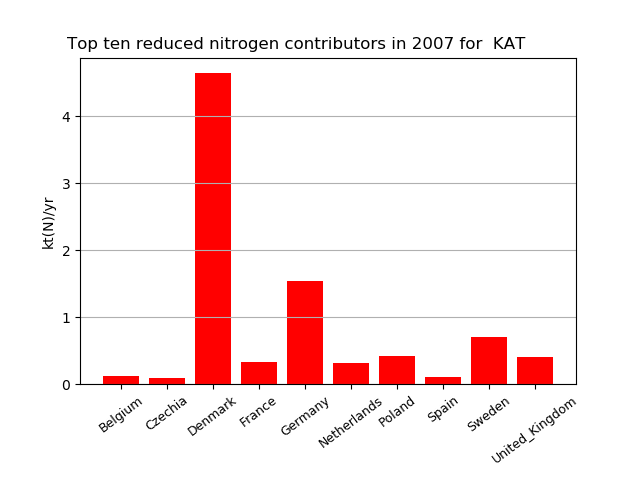 Top ten reduced nitrogen contributors in 2007 for  KAT
kt(N)/yr
4
3
2
1
0
Belgium
Czechia
Denmark
France
Germany
Netherlands
Poland
Spain
Sweden
United_Kingdom